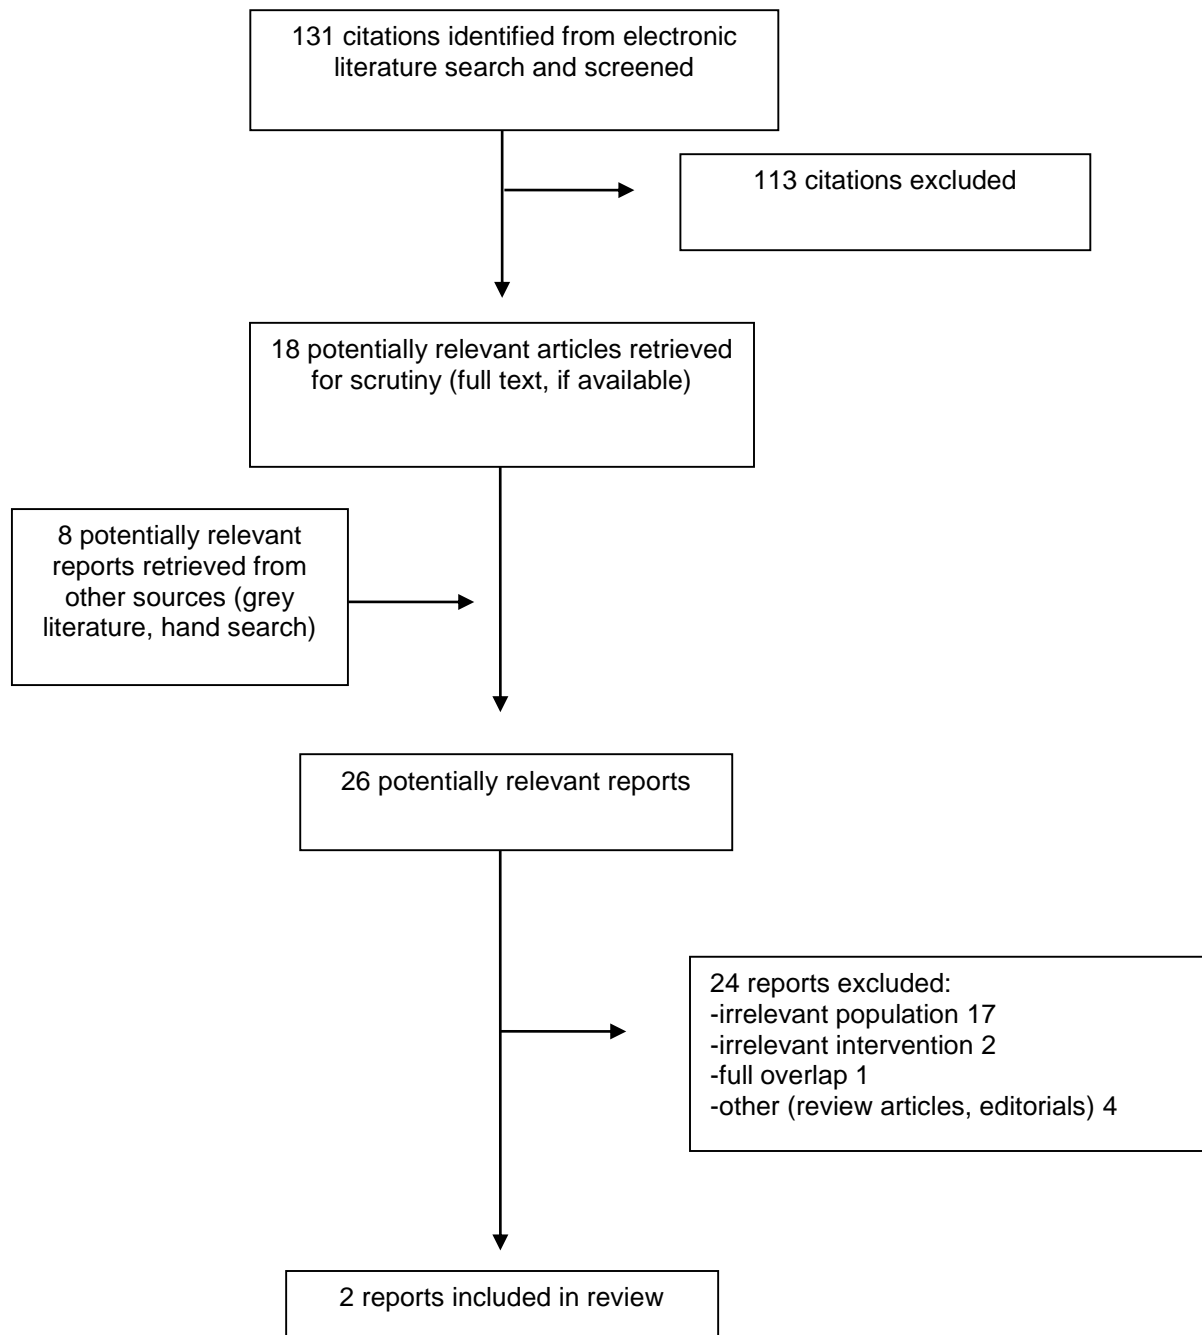 131 citations identified from electronic
literature search and screened
113 citations excluded
18 potentially relevant articles retrieved
for scrutiny (full text, if available)
8 potentially relevant
reports retrieved from
other sources (grey
literature, hand search)
26 potentially relevant reports
24 reports excluded:
-irrelevant population 17
-irrelevant intervention 2
-full overlap 1
-other (review articles, editorials) 4
2 reports included in review